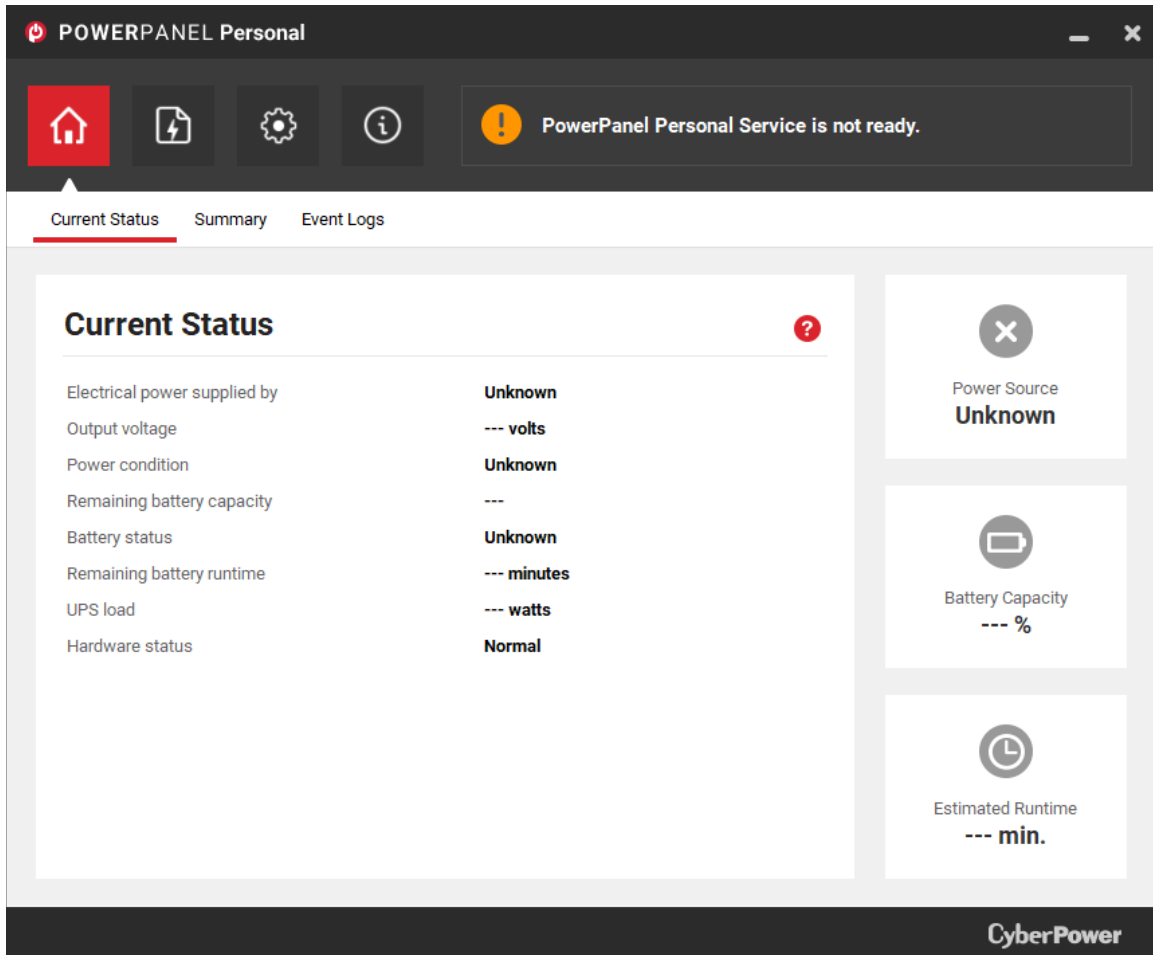 POWERPANEL Personal
PowerPanel Personal Service is not ready.
Current Status Summary Event Logs
Current Status
Electrical power supplied by Unknown
Output voltage --- volts
Power condition Unknown
Remaining battery capacity ---
Battery status Unknown
Remaining battery runtime --- minutes
UPS load --- watts
Hardware status Normal
Power Source
Unknown
Battery Capacity
--- %
Estimated Runtime
--- min.
CyberPower